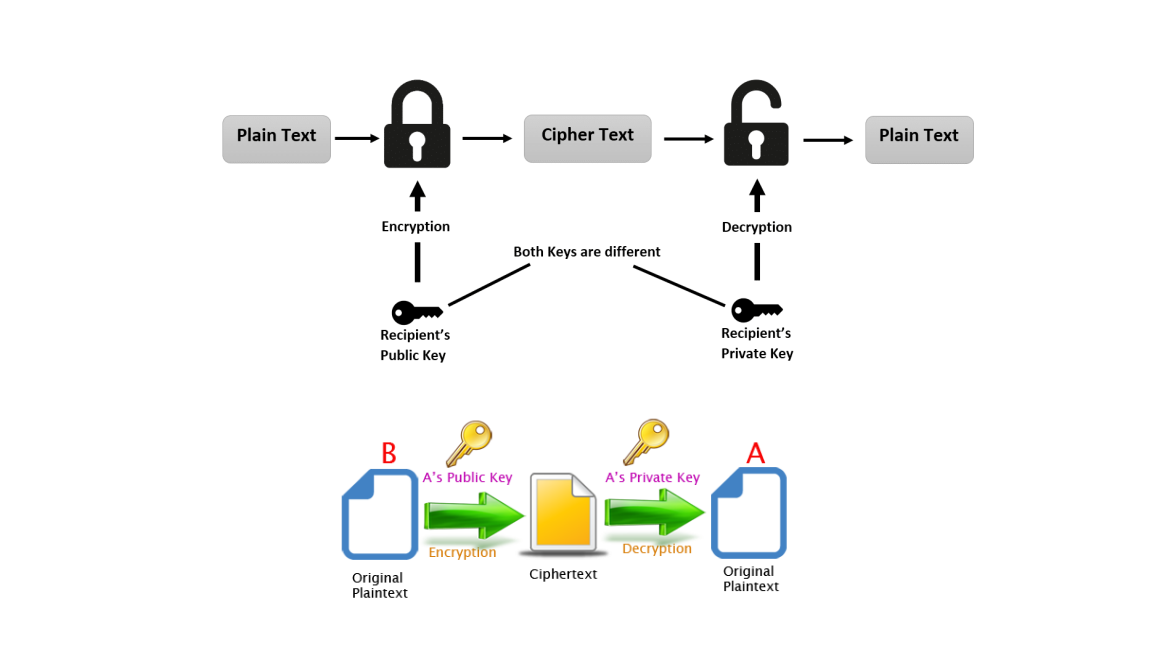 Plain Text
Cipher Text
Plain Text
Encryption
Decryption
Both Keys are different
Recipient's
Public Key
Recipient's
Private Key
B
A
A's Public Key
A's Private Key
Encryption
Decryption
Ciphertext
Original
Plaintext
Original
Plaintext